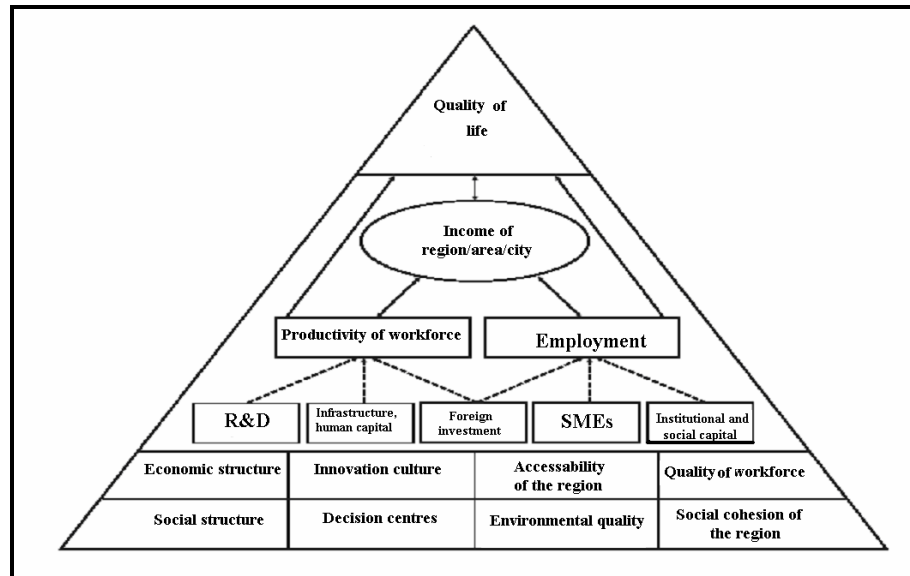 Quality of
life
Income of
region/area/city
Productivity of workforce
Employment
R&D
Infrastructure,
human capital
Foreign
investment
SMEs
Institutional and
social capital
Economic structure
Innovation culture
Accessability
of the region
Quality of workforce
Social structure
Decision centres
Environmental quality
Social cohesion of
the region